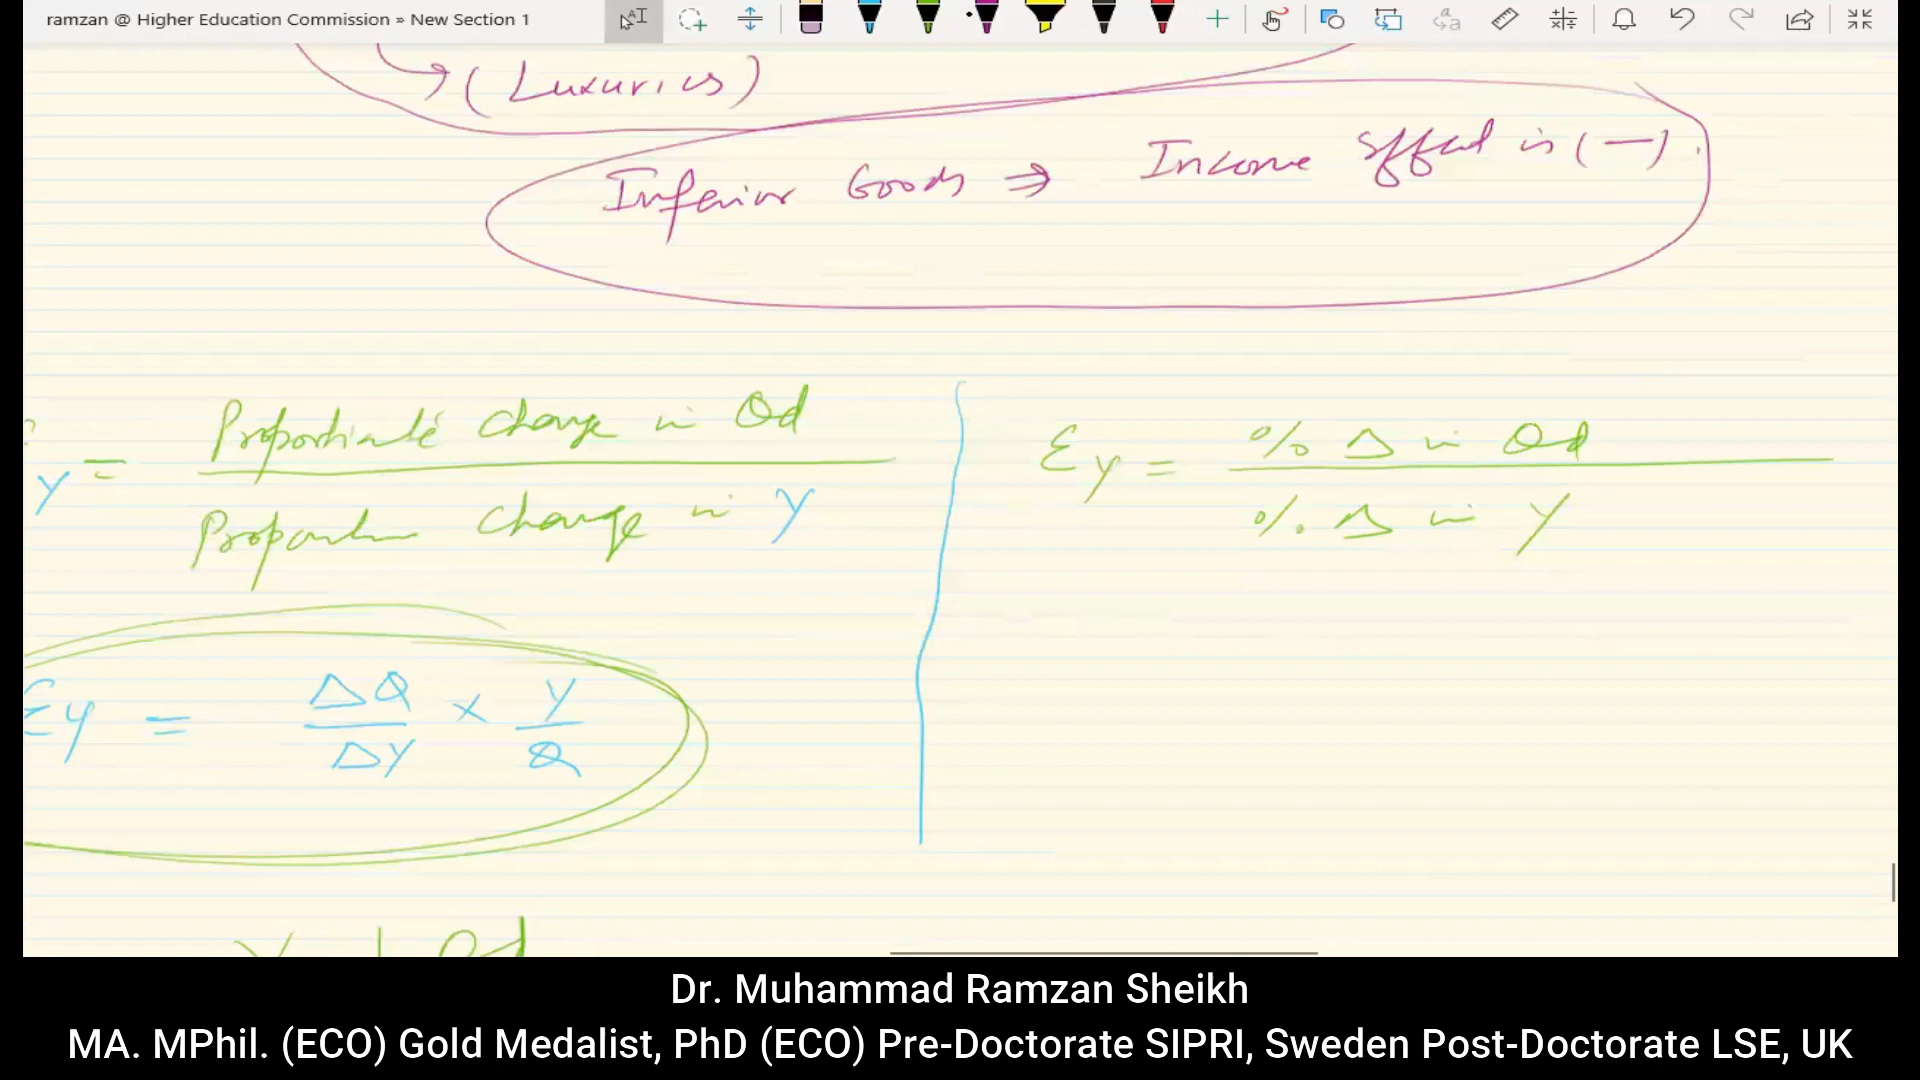 ramzan @ Higher Education Commission » New Section 1
(Luxuries)
Inferior Goods ⇒ Income Effect is (—).
y = Proportionate change in Qd
Proportion change in Y
Ey = % Δ in Qd
% Δ in Y
Ey = ΔQ × Y
ΔY Q
Y Qd
Dr. Muhammad Ramzan Sheikh
MA. MPhil. (ECO) Gold Medalist, PhD (ECO) Pre-Doctorate SIPRI, Sweden Post-Doctorate LSE, UK